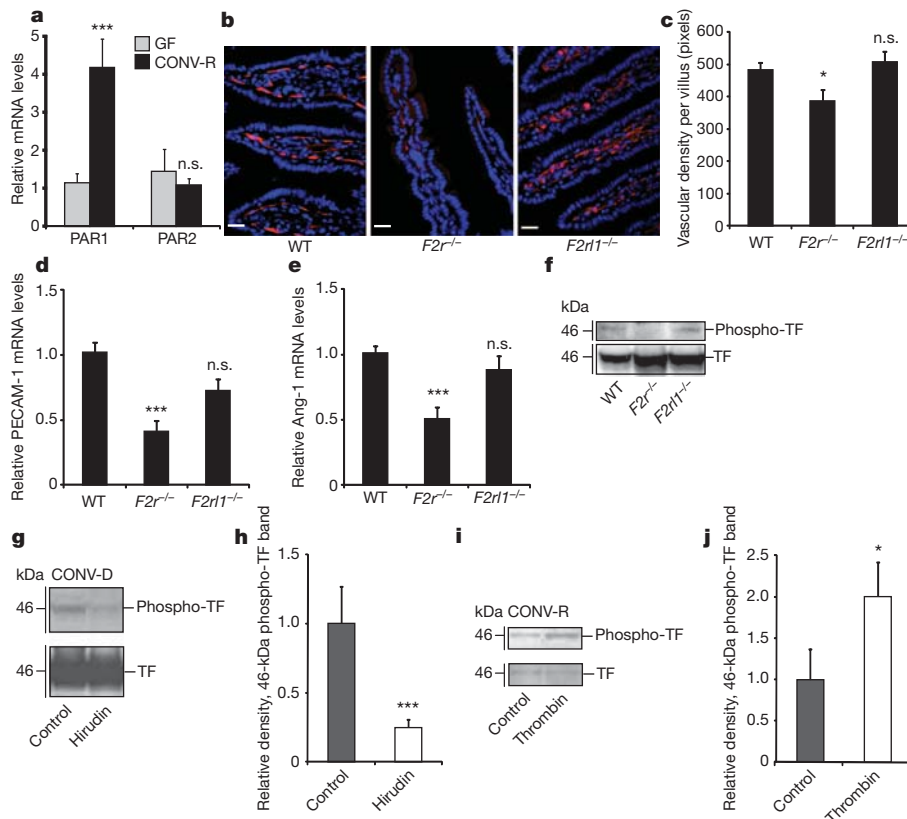 a
Relative mRNA levels
5
4
3
2
1
0
***
n.s.
GF
CONV-R
PAR1
PAR2
b
WT
F2r–/–
F2rl1–/–
c
Vascular density per villus (pixels)
700
600
500
400
300
200
100
0
*
n.s.
WT
F2r–/–
F2rl1–/–
d
Relative PECAM-1 mRNA levels
1.5
1.0
0.5
0
***
n.s.
WT
F2r–/–
F2rl1–/–
e
Relative Ang-1 mRNA levels
1.5
1.0
0.5
0
***
n.s.
WT
F2r–/–
F2rl1–/–
f
kDa
46
Phospho-TF
46
TF
WT
F2r–/–
F2rl1–/–
g
kDa CONV-D
46
Phospho-TF
46
TF
Control
Hirudin
h
Relative density, 46-kDa phospho-TF band
1.5
1.0
0.5
0
***
Control
Hirudin
i
kDa CONV-R
46
Phospho-TF
46
TF
Control
Thrombin
j
Relative density, 46-kDa phospho-TF band
2.5
2.0
1.5
1.0
0.5
0
*
Control
Thrombin